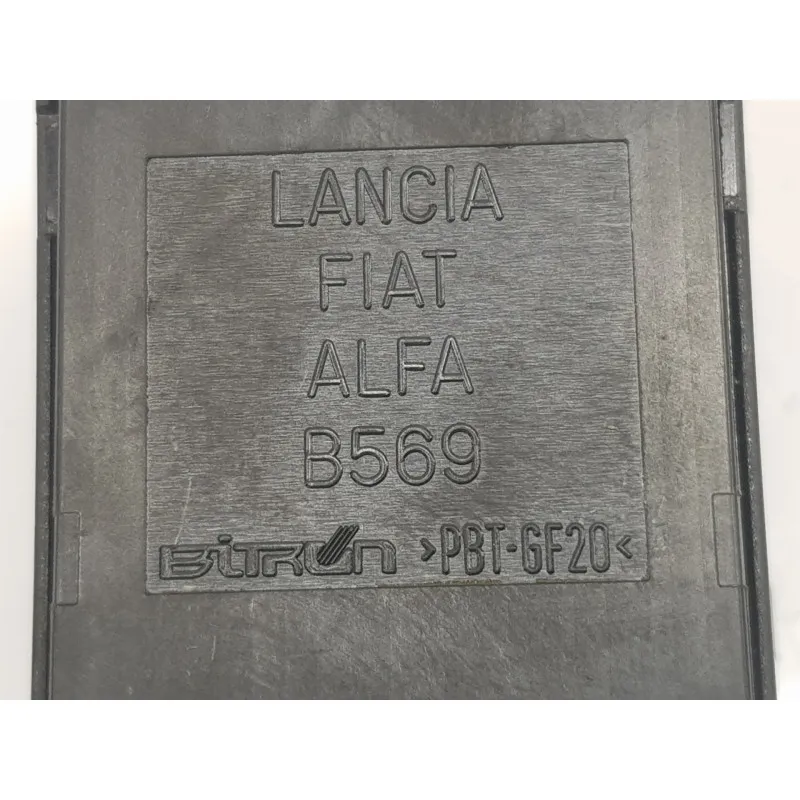 LANCIA
FIAT
ALFA
B569
BiTRON >PBT-GF20<